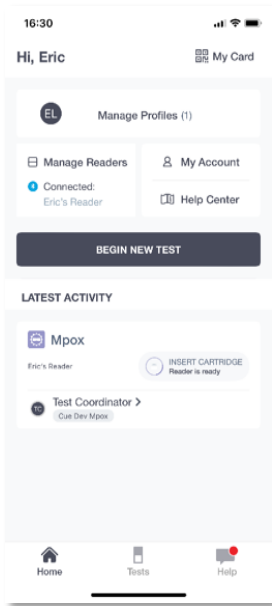 16:30
Hi, Eric
My Card
EL
Manage Profiles (1)
Manage Readers
Connected:
Eric's Reader
My Account
Help Center
BEGIN NEW TEST
LATEST ACTIVITY
Mpox
Eric's Reader
INSERT CARTRIDGE
Reader is ready
TC
Test Coordinator >
Cue Dev Mpox
Home
Tests
Help